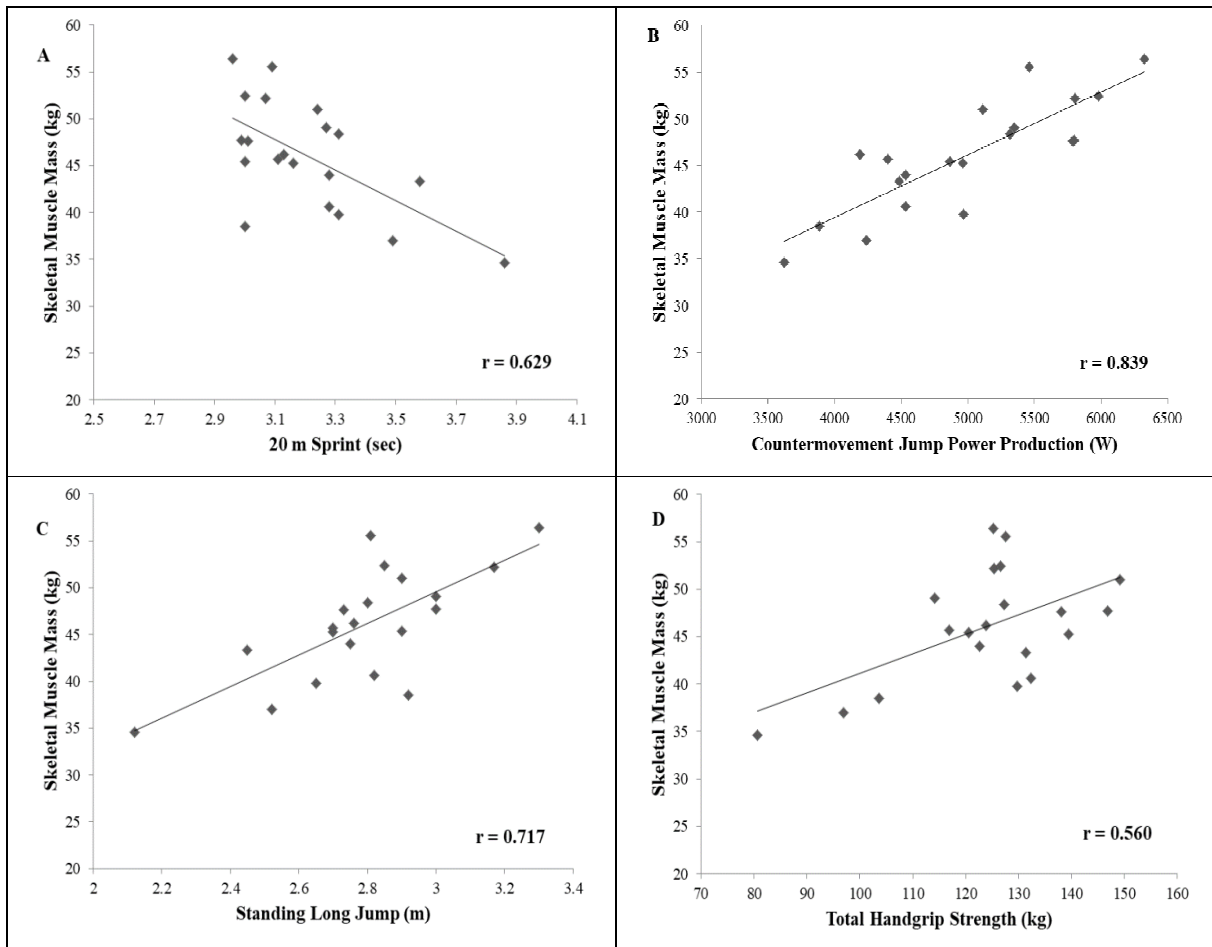 A
Skeletal Muscle Mass (kg)
60
55
50
45
40
35
30
25
20
r = 0.629
2.5 2.7 2.9 3.1 3.3 3.5 3.7 3.9 4.1
20 m Sprint (sec)
B
Skeletal Muscle Mass (kg)
60
55
50
45
40
35
30
25
20
r = 0.839
3000 3500 4000 4500 5000 5500 6000 6500
Countermovement Jump Power Production (W)
C
Skeletal Muscle Mass (kg)
60
55
50
45
40
35
30
25
20
r = 0.717
2 2.2 2.4 2.6 2.8 3 3.2 3.4
Standing Long Jump (m)
D
Skeletal Muscle Mass (kg)
60
55
50
45
40
35
30
25
20
r = 0.560
70 80 90 100 110 120 130 140 150 160
Total Handgrip Strength (kg)